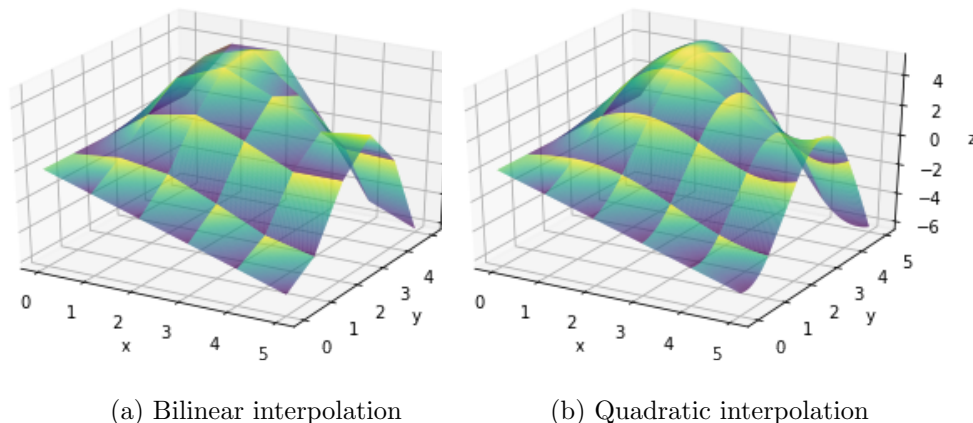 4
2
0
-2
-4
-6
z
0 1 2 3 4 5
x
0 1 2 3 4
y
0 1 2 3 4 5
x
0 1 2 3 4 5
y
(a) Bilinear interpolation
(b) Quadratic interpolation